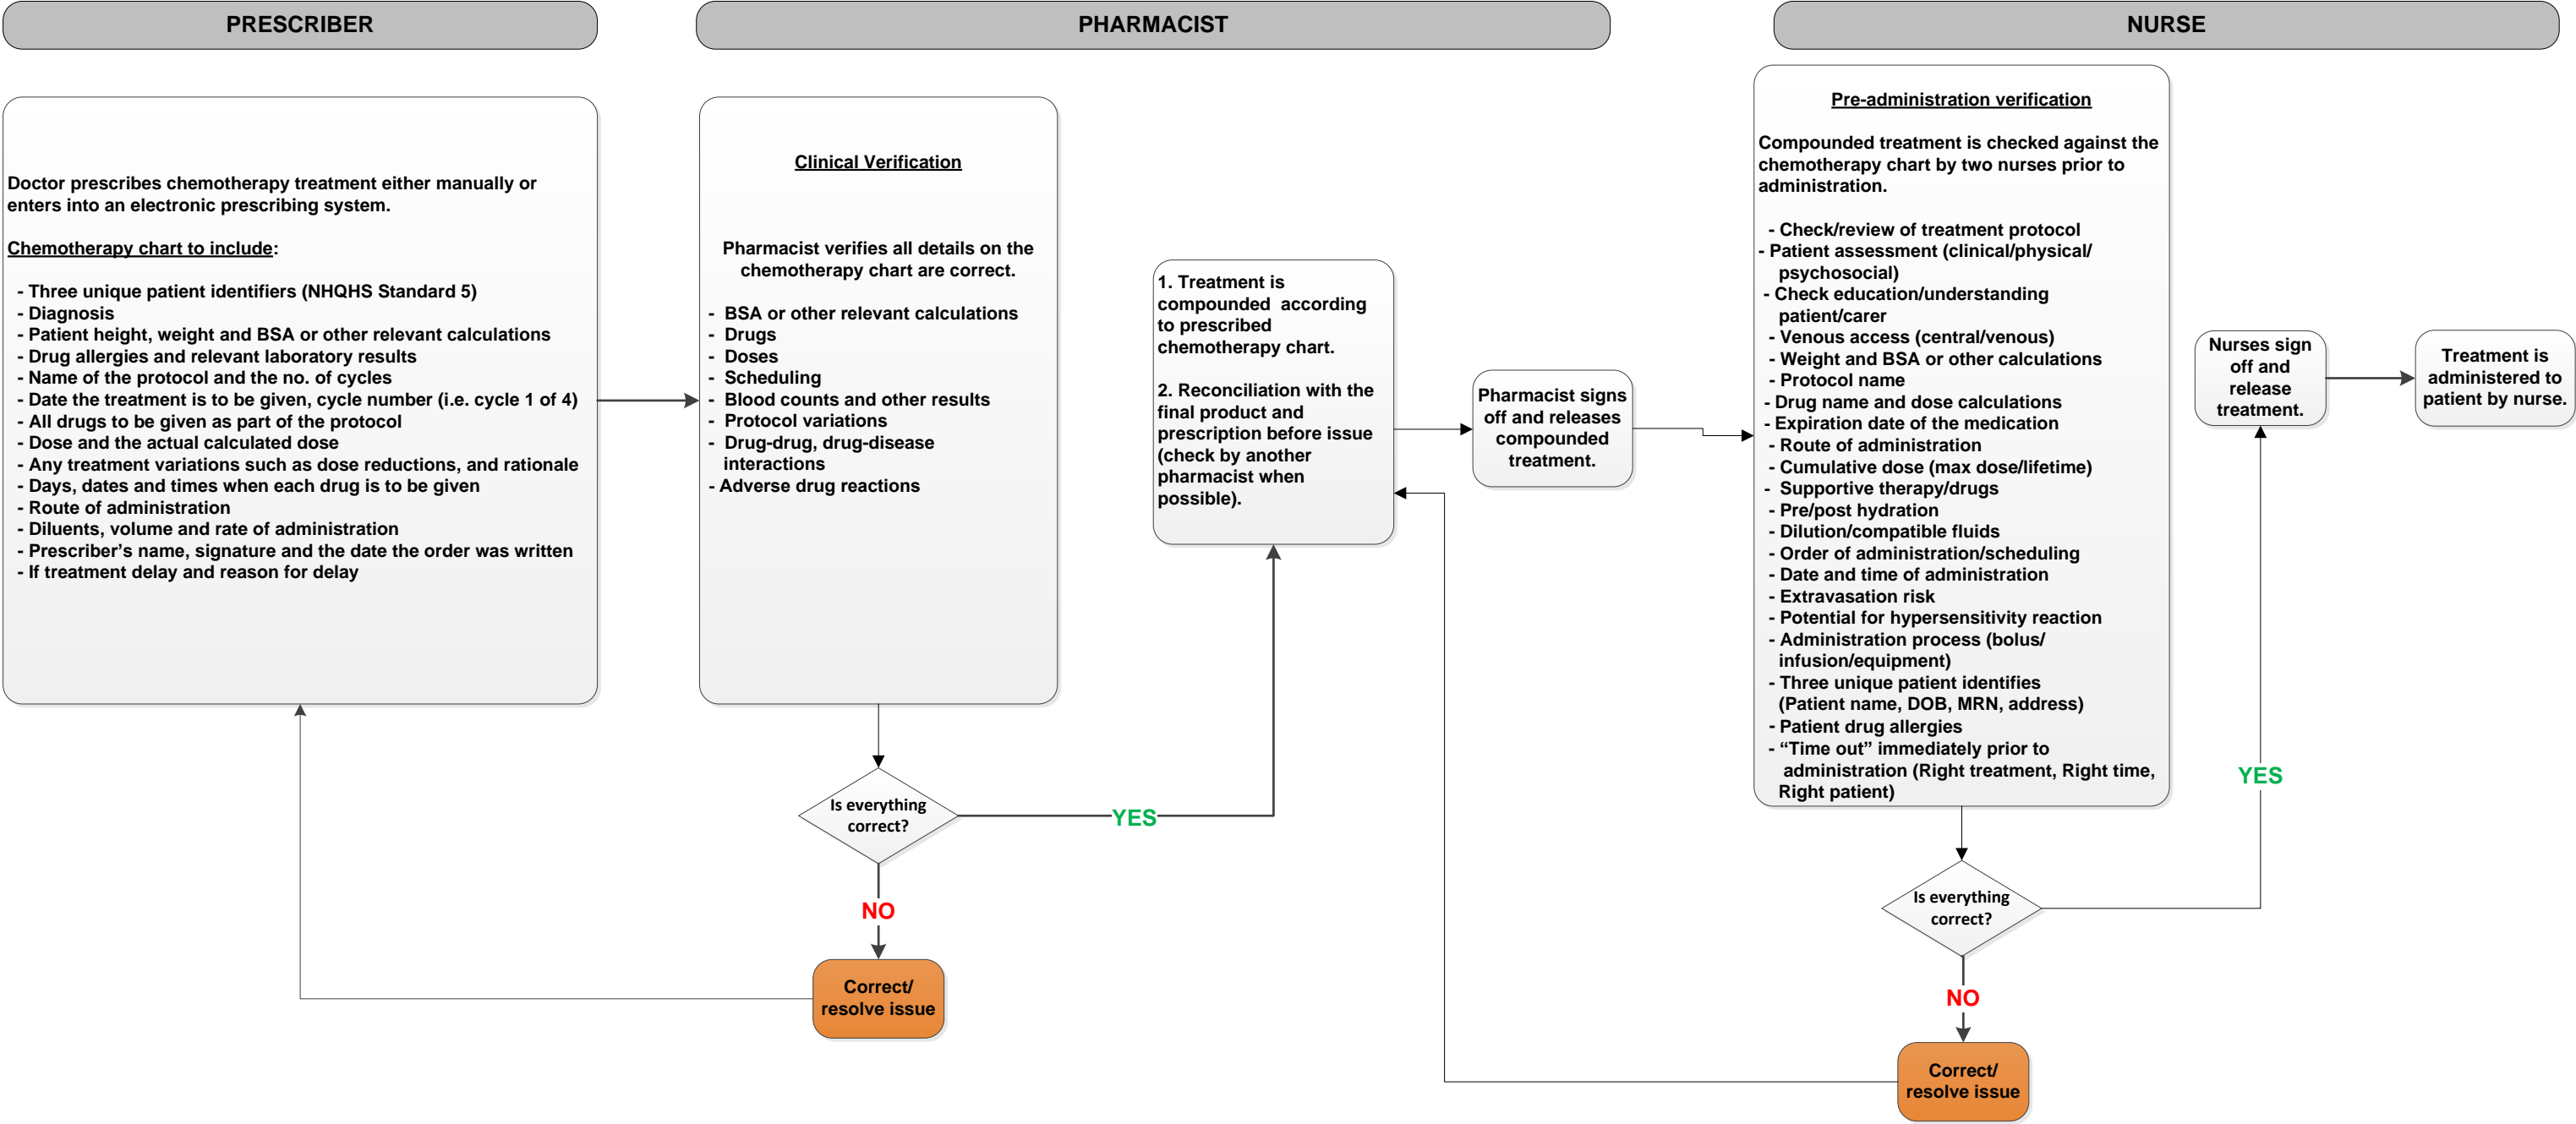 PRESCRIBER
PHARMACIST
NURSE
Doctor prescribes chemotherapy treatment either manually or
enters into an electronic prescribing system.
Chemotherapy chart to include:
- Three unique patient identifiers (NHQHS Standard 5)
- Diagnosis
- Patient height, weight and BSA or other relevant calculations
- Drug allergies and relevant laboratory results
- Name of the protocol and the no. of cycles
- Date the treatment is to be given, cycle number (i.e. cycle 1 of 4)
- All drugs to be given as part of the protocol
- Dose and the actual calculated dose
- Any treatment variations such as dose reductions, and rationale
- Days, dates and times when each drug is to be given
- Route of administration
- Diluents, volume and rate of administration
- Prescriber's name, signature and the date the order was written
- If treatment delay and reason for delay
Clinical Verification
Pharmacist verifies all details on the
chemotherapy chart are correct.
- BSA or other relevant calculations
- Drugs
- Doses
- Scheduling
- Blood counts and other results
- Protocol variations
- Drug-drug, drug-disease
interactions
- Adverse drug reactions
Is everything
correct?
YES
NO
Correct/
resolve issue
1. Treatment is
compounded according
to prescribed
chemotherapy chart.
2. Reconciliation with the
final product and
prescription before issue
(check by another
pharmacist when
possible).
Pharmacist signs
off and releases
compounded
treatment.
Pre-administration verification
Compounded treatment is checked against the
chemotherapy chart by two nurses prior to
administration.
- Check/review of treatment protocol
- Patient assessment (clinical/physical/
psychosocial)
- Check education/understanding
patient/carer
- Venous access (central/venous)
- Weight and BSA or other calculations
- Protocol name
- Drug name and dose calculations
- Expiration date of the medication
- Route of administration
- Cumulative dose (max dose/lifetime)
- Supportive therapy/drugs
- Pre/post hydration
- Dilution/compatible fluids
- Order of administration/scheduling
- Date and time of administration
- Extravasation risk
- Potential for hypersensitivity reaction
- Administration process (bolus/
infusion/equipment)
- Three unique patient identifies
(Patient name, DOB, MRN, address)
- Patient drug allergies
- “Time out” immediately prior to
administration (Right treatment, Right time,
Right patient)
Is everything
correct?
YES
NO
Correct/
resolve issue
Nurses sign
off and
release
treatment.
Treatment is
administered to
patient by nurse.